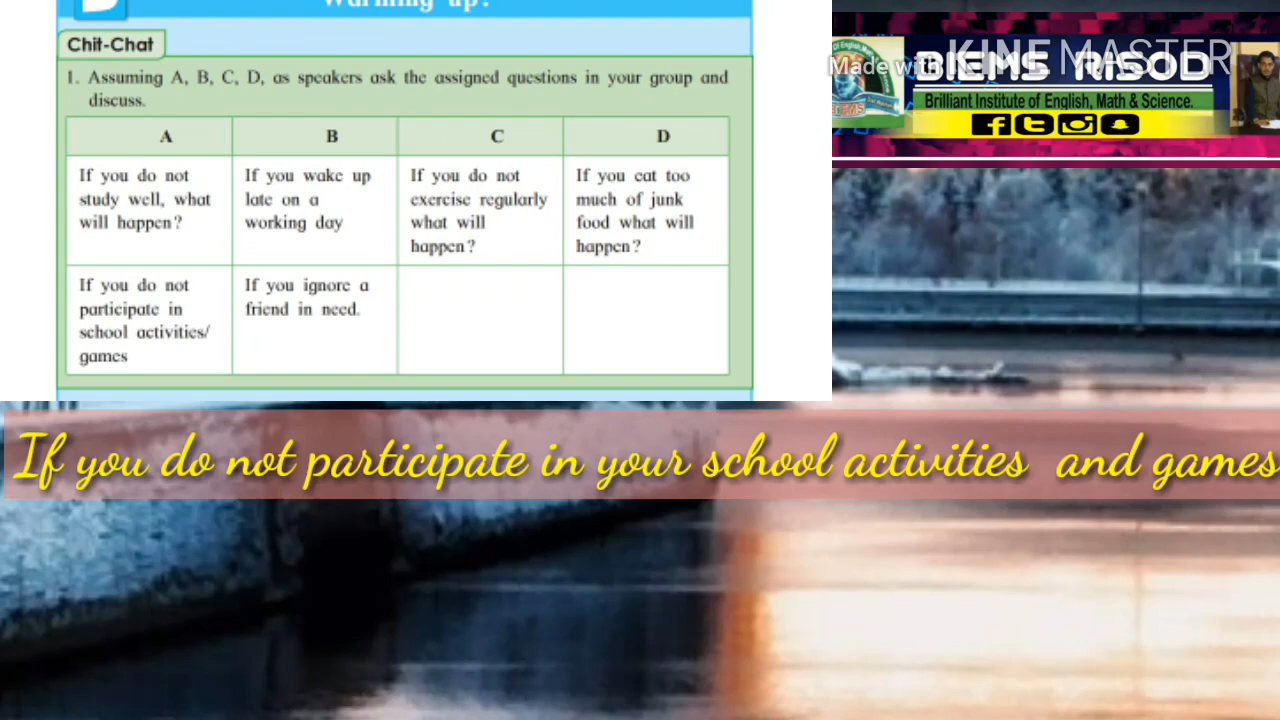 Warming up!
Chit-Chat
1. Assuming A, B, C, D, as speakers ask the assigned questions in your group and
discuss.
A B C D
If you do not
study well, what
will happen?
If you wake up
late on a
working day
If you do not
exercise regularly
what will
happen?
If you eat too
much of junk
food what will
happen?
If you do not
participate in
school activities/
games
If you ignore a
friend in need.
Made with KINEMASTER
BIEMS RISOD
Brilliant Institute of English, Math & Science.
If you do not participate in your school activities and games